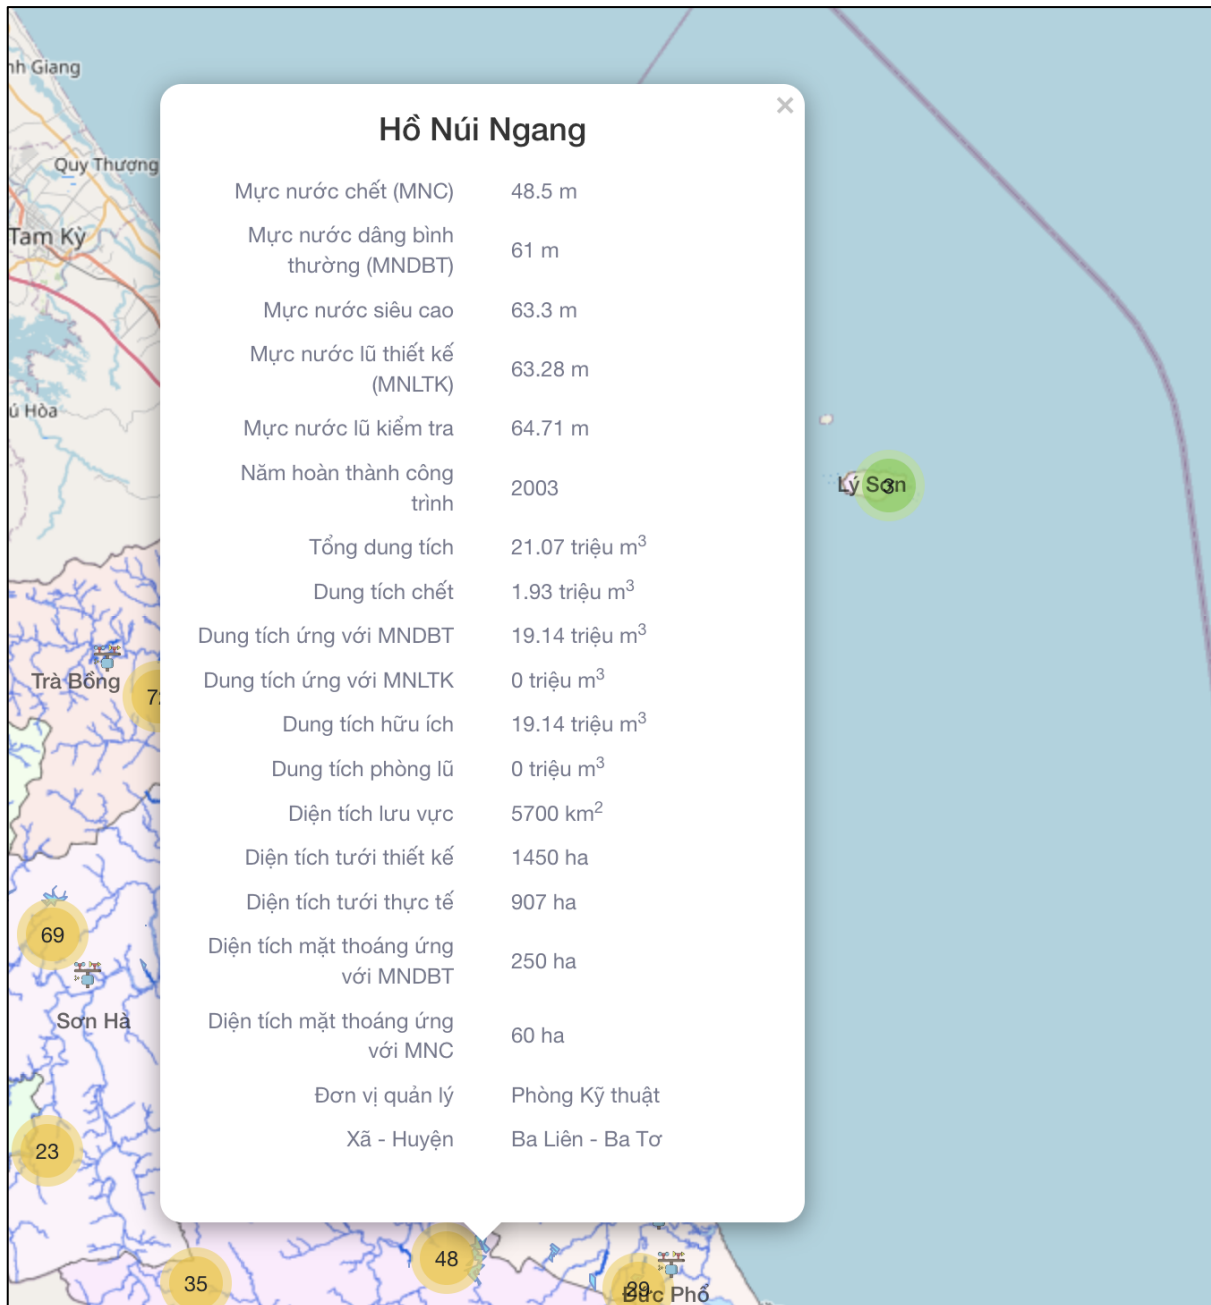 Giang
Quy Thượng
Tam Kỳ
ú Hòa
×
Hồ Núi Ngang
Mực nước chết (MNC) 48.5 m
Mực nước dâng bình
thường (MNDBT) 61 m
Mực nước siêu cao 63.3 m
Mực nước lũ thiết kế
(MNLTK) 63.28 m
Mực nước lũ kiểm tra 64.71 m
Năm hoàn thành công
trình 2003
Tổng dung tích 21.07 triệu m³
Dung tích chết 1.93 triệu m³
Dung tích ứng với MNDBT 19.14 triệu m³
Dung tích ứng với MNLTK 0 triệu m³
Dung tích hữu ích 19.14 triệu m³
Dung tích phòng lũ 0 triệu m³
Diện tích lưu vực 5700 km²
Diện tích tưới thiết kế 1450 ha
Diện tích tưới thực tế 907 ha
Diện tích mặt thoáng ứng
với MNDBT 250 ha
Diện tích mặt thoáng ứng
với MNC 60 ha
Đơn vị quản lý Phòng Kỹ thuật
Xã - Huyện Ba Liên - Ba Tơ
Lý Sơn
3
Trà Bồng
69
Sơn Hà
23
48
35
29
Đức Phổ